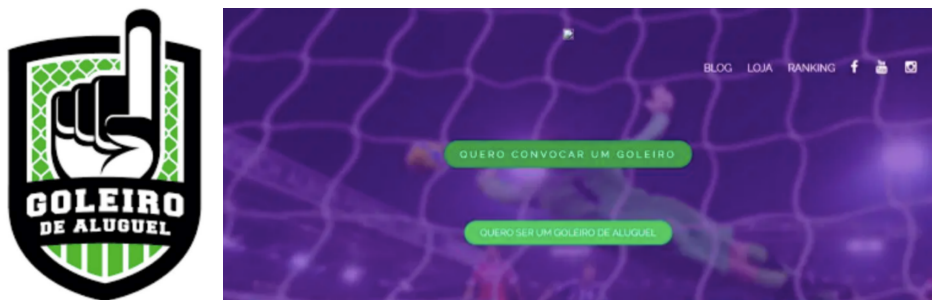 GOLEIRO
DE ALUGUEL
BLOG LOJA RANKING
QUERO CONVOCAR UM GOLEIRO
QUERO SER UM GOLEIRO DE ALUGUEL